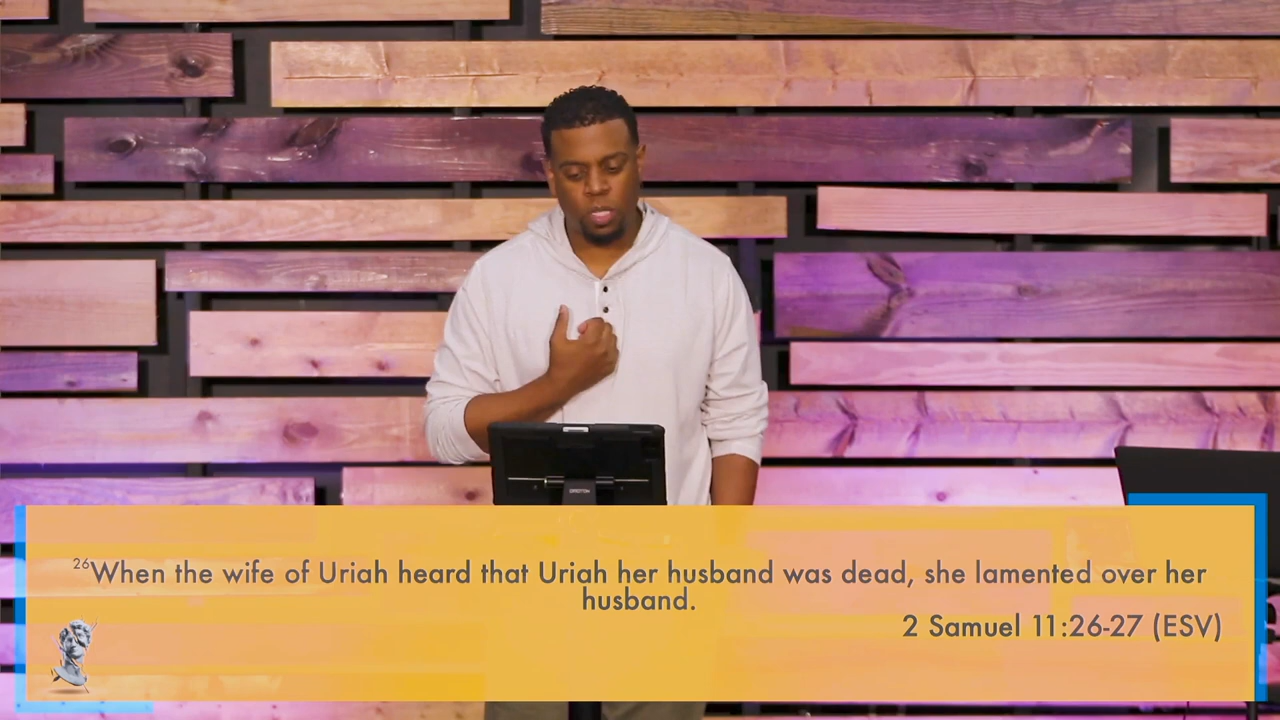 26When the wife of Uriah heard that Uriah her husband was dead, she lamented over her
husband.
2 Samuel 11:26-27 (ESV)